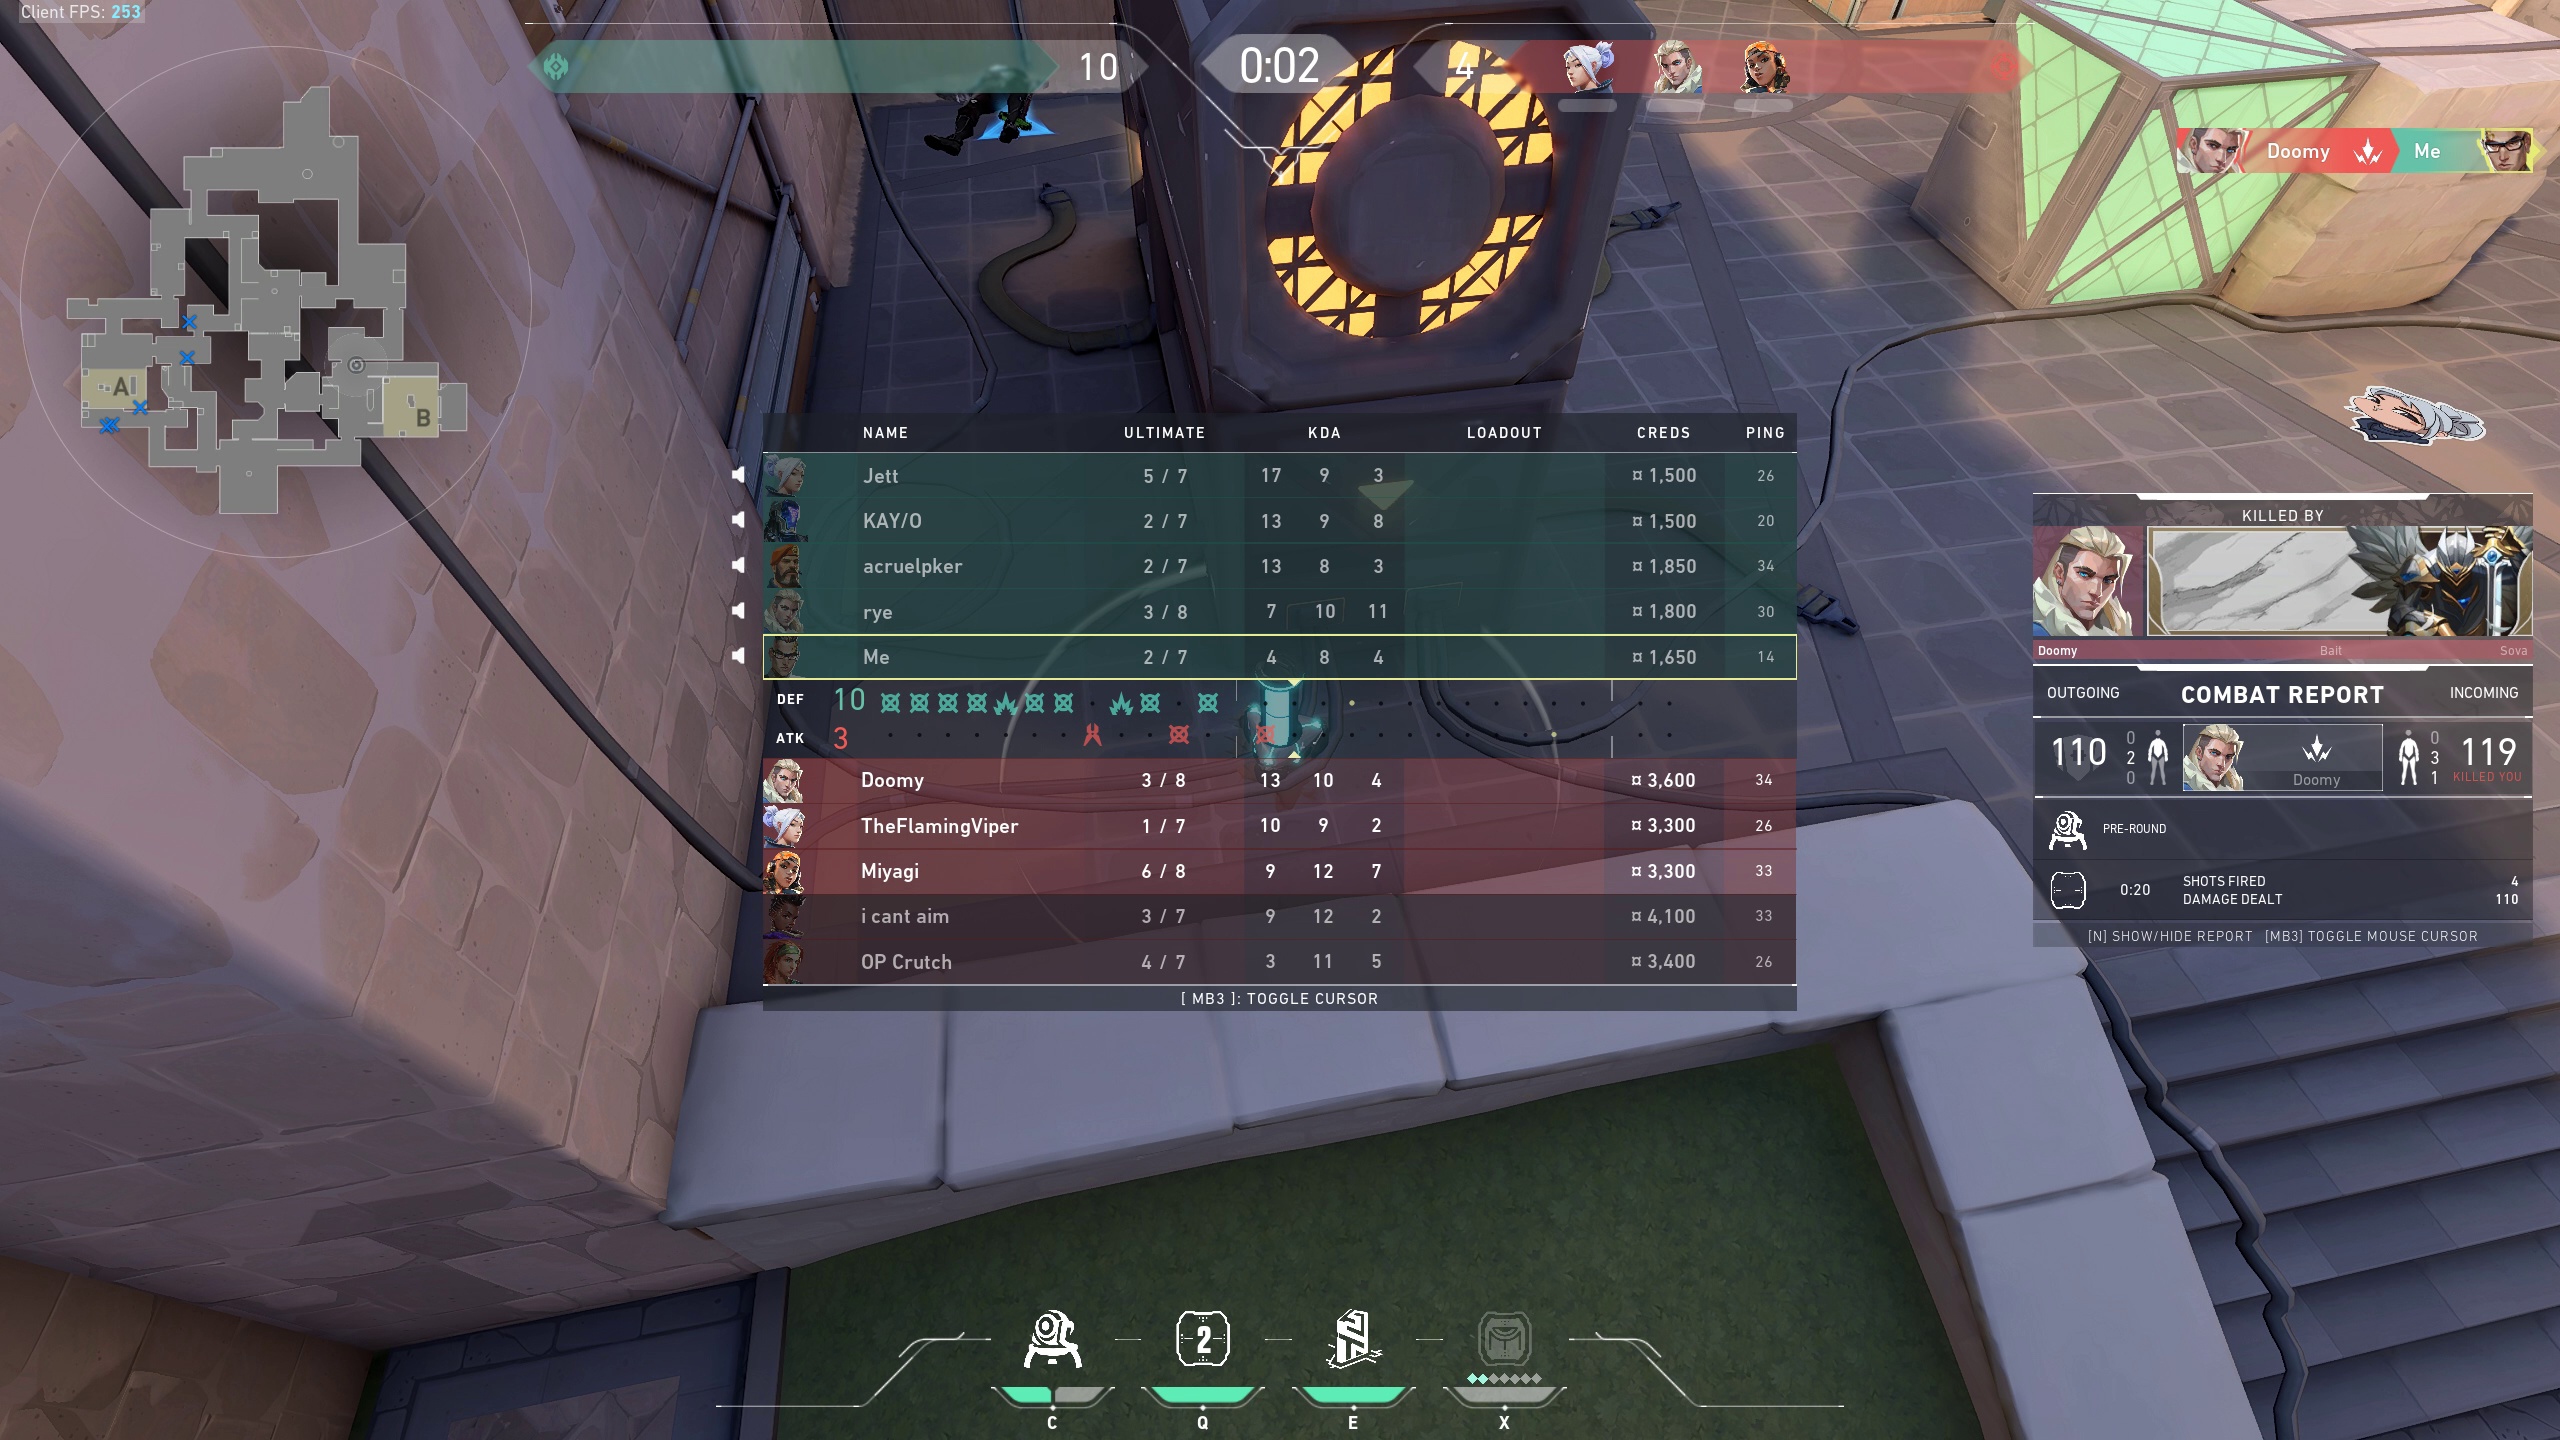 Client FPS: 253
10 0:02 4
Doomy Me
A
B
NAME ULTIMATE KDA LOADOUT CREDS PING
Jett 5 / 7 17 9 3 ¤ 1,500 26
KAY/O 2 / 7 13 9 8 ¤ 1,500 20
acruelpker 2 / 7 13 8 3 ¤ 1,850 34
rye 3 / 8 7 10 11 ¤ 1,800 30
Me 2 / 7 4 8 4 ¤ 1,650 14
DEF 10
ATK 3
Doomy 3 / 8 13 10 4 ¤ 3,600 34
TheFlamingViper 1 / 7 10 9 2 ¤ 3,300 26
Miyagi 6 / 8 9 12 7 ¤ 3,300 33
i cant aim 3 / 7 9 12 2 ¤ 4,100 33
OP Crutch 4 / 7 3 11 5 ¤ 3,400 26
[ MB3 ]: TOGGLE CURSOR
KILLED BY
Doomy Bait Sova
OUTGOING COMBAT REPORT INCOMING
110 0 2 0 Doomy 0 3 1 119
KILLED YOU
PRE-ROUND
0:20 SHOTS FIRED 4
DAMAGE DEALT 110
[N] SHOW/HIDE REPORT [MB3] TOGGLE MOUSE CURSOR
2
C Q E X